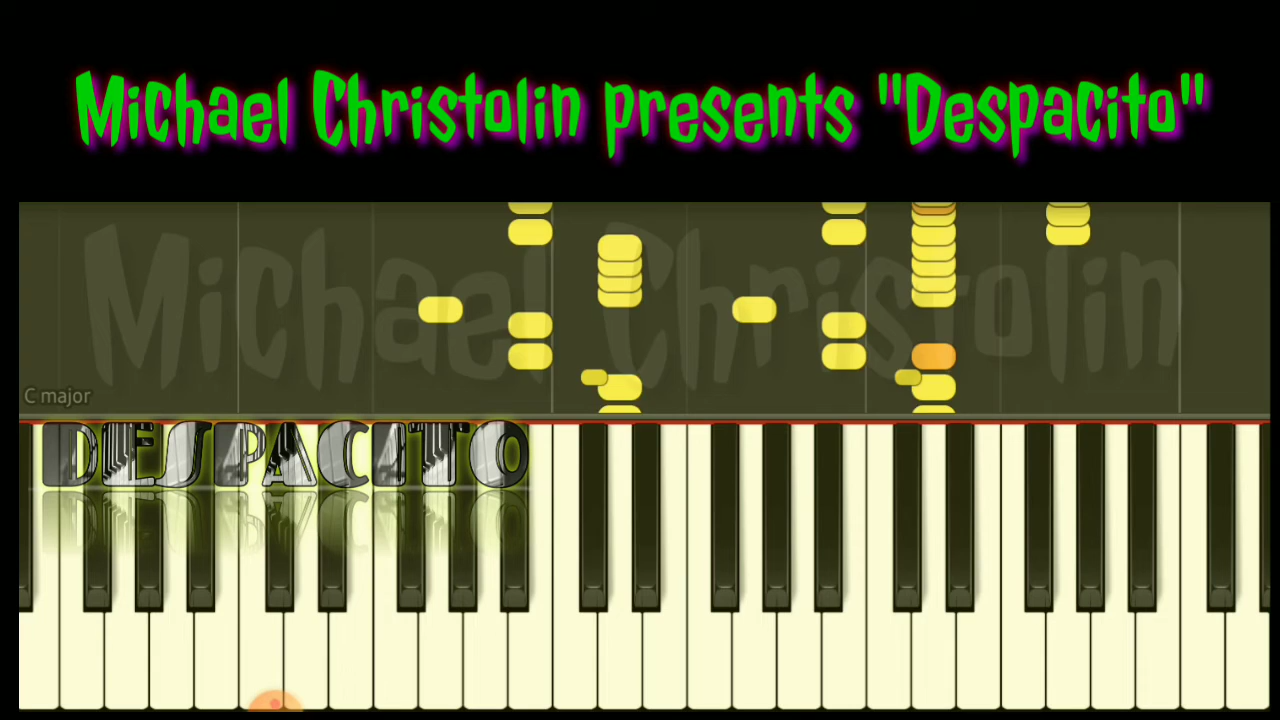 Michael Christolin presents "Despacito"
Michael Christolin
C major
DESPACITO